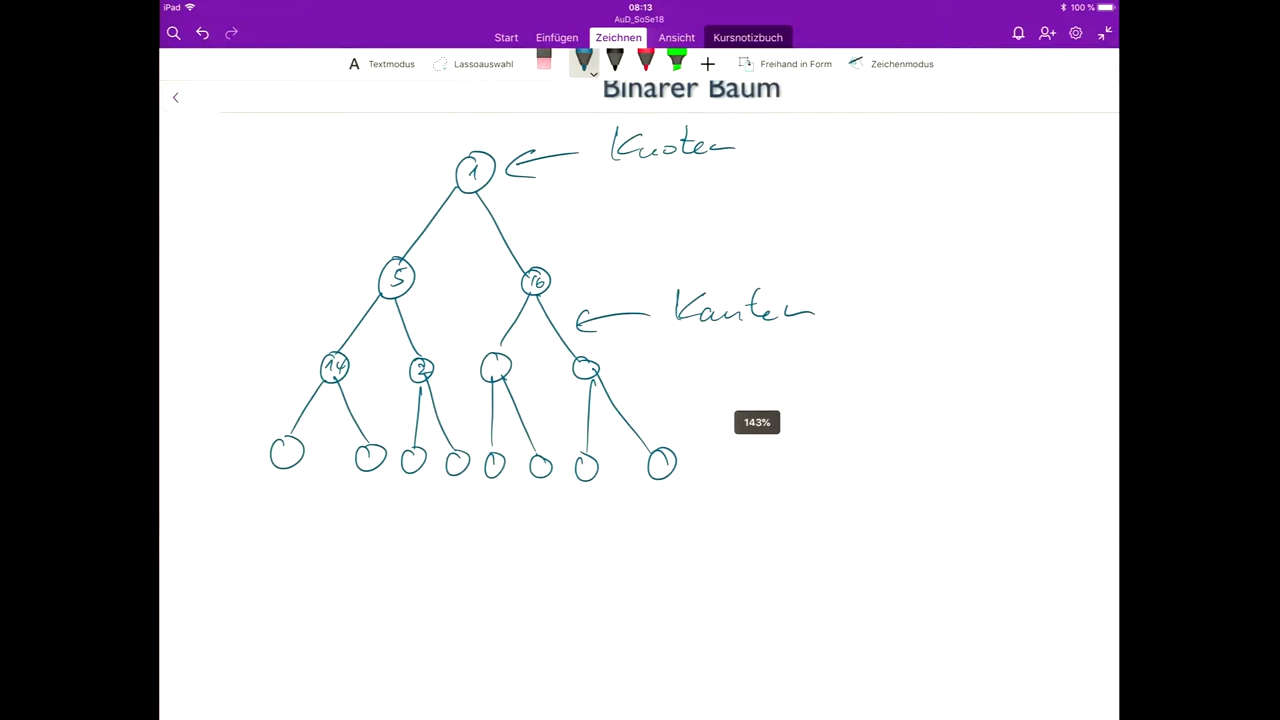 iPad 08:13 100 %
AuD_SoSe18
Start Einfügen Zeichnen Ansicht Kursnotizbuch
A Textmodus Lassoauswahl Freihand in Form Zeichenmodus
Binärer Baum
1 Knoten
5 16
Kanten
14 2
143%